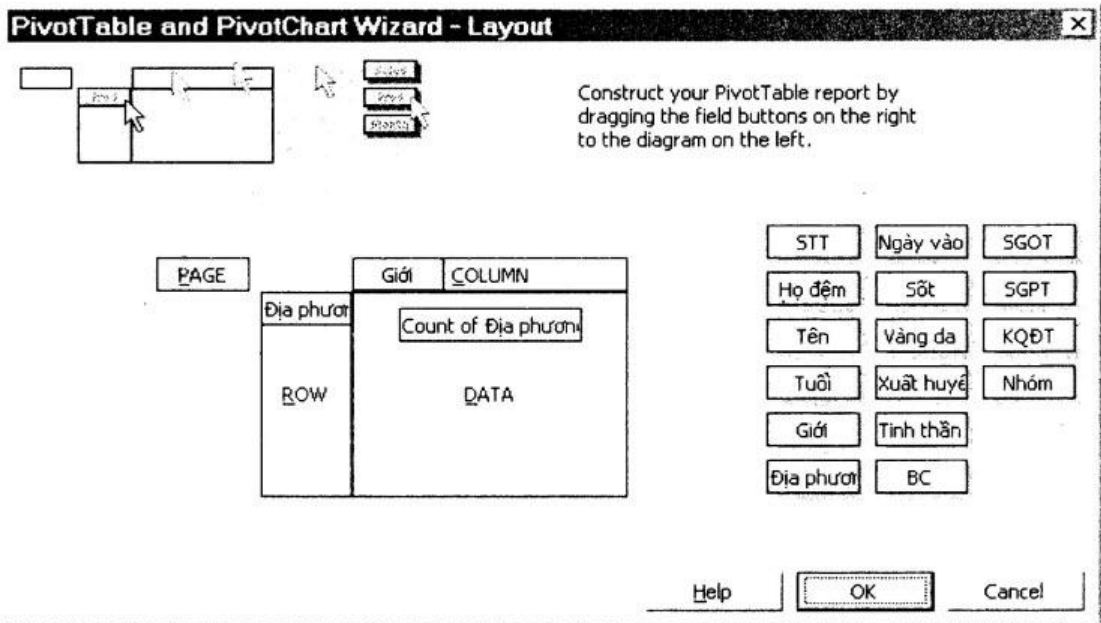 PivotTable and PivotChart Wizard - Layout
Construct your PivotTable report by
dragging the field buttons on the right
to the diagram on the left.
PAGE
Giới
COLUMN
Địa phươn
Count of Địa phương
ROW
DATA
STT
Ngày vào
SGOT
Họ đệm
Sốt
SGPT
Tên
Vàng da
KQĐT
Tuổi
Xuất huyế
Nhóm
Giới
Tinh thần
Địa phươn
BC
Help
OK
Cancel